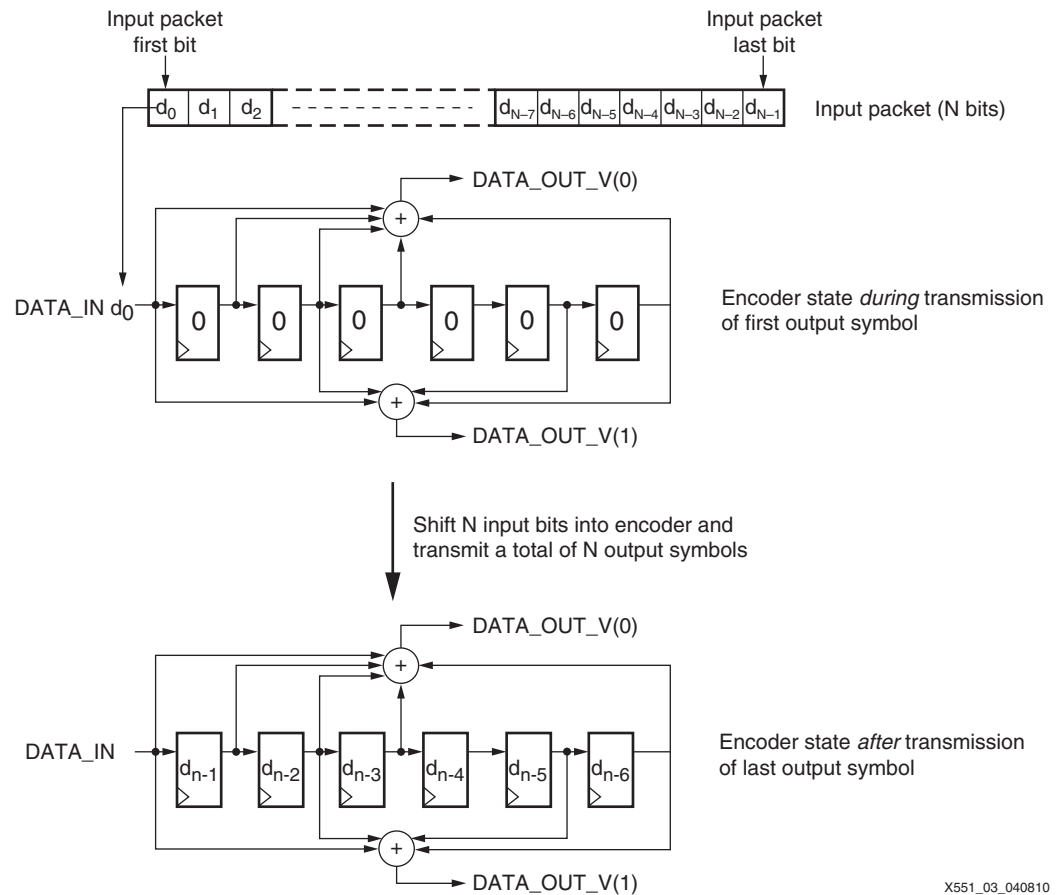 Input packet
first bit
Input packet
last bit
d0 d1 d2 dN–7 dN–6 dN–5 dN–4 dN–3 dN–2 dN–1
Input packet (N bits)
DATA_OUT_V(0)
+
DATA_IN d0
0 0 0 0 0 0
Encoder state during transmission
of first output symbol
+
DATA_OUT_V(1)
Shift N input bits into encoder and
transmit a total of N output symbols
DATA_OUT_V(0)
+
DATA_IN
dn-1 dn-2 dn-3 dn-4 dn-5 dn-6
Encoder state after transmission
of last output symbol
+
DATA_OUT_V(1)
X551_03_040810